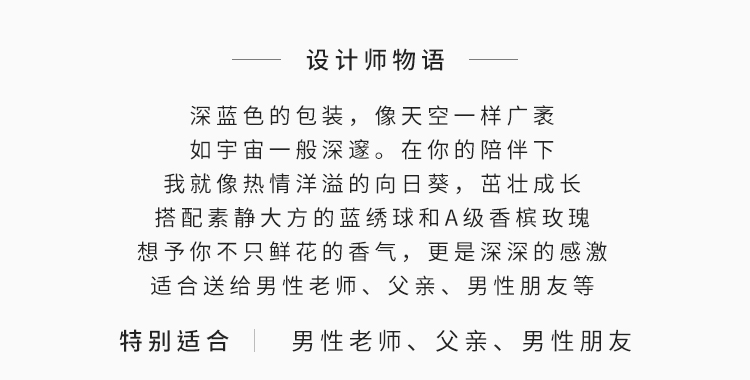 设计师物语
深蓝色的包装，像天空一样广袤
如宇宙一般深邃。在你的陪伴下
我就像热情洋溢的向日葵，茁壮成长
搭配素静大方的蓝绣球和A级香槟玫瑰
想予你不只鲜花的香气，更是深深的感激
适合送给男性老师、父亲、男性朋友等
特别适合 | 男性老师、父亲、男性朋友